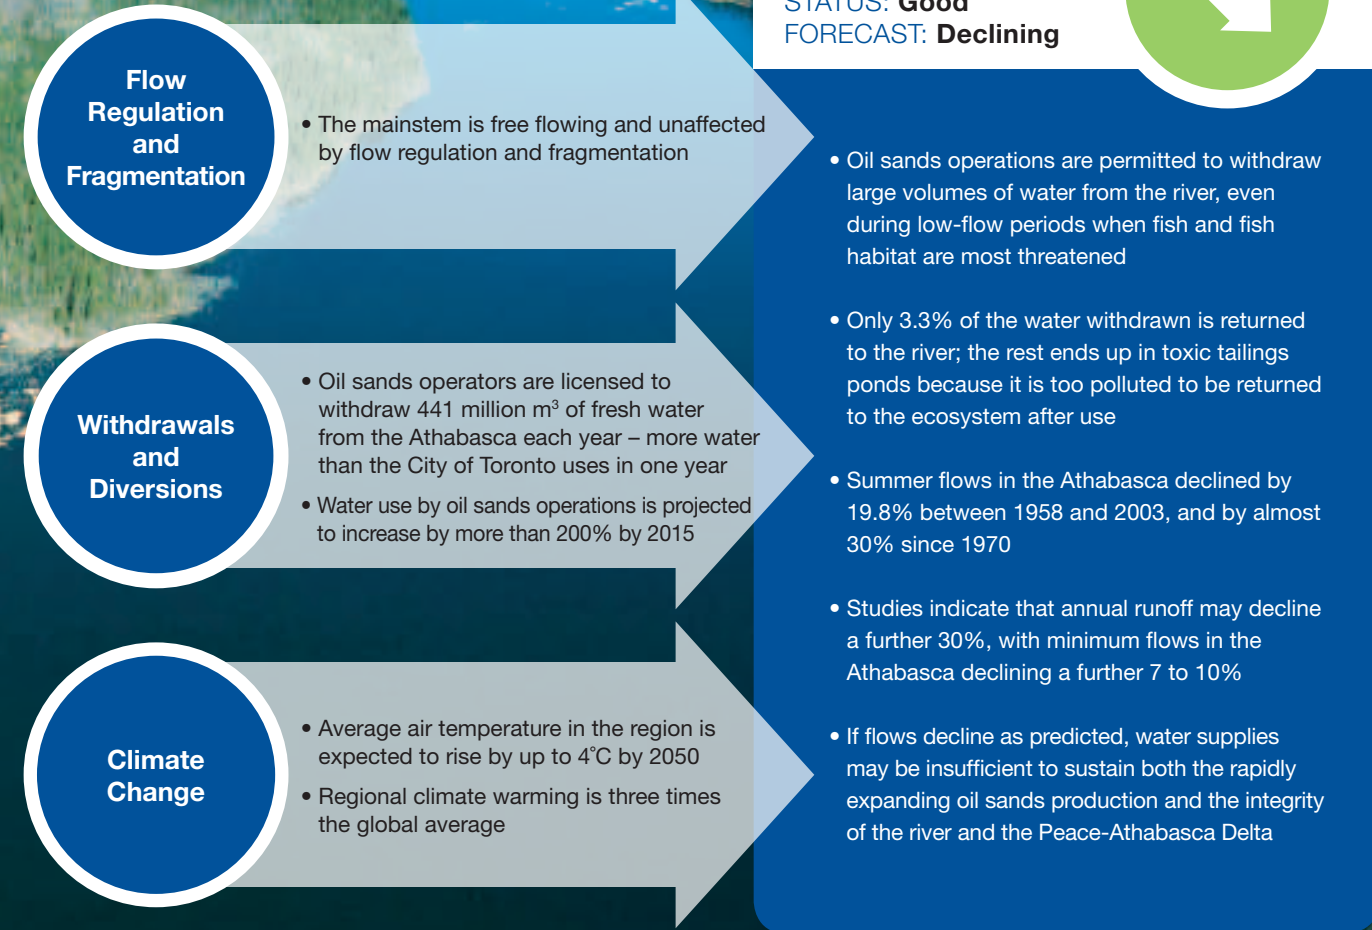 STATUS: Good
FORECAST: Declining
Flow
Regulation
and
Fragmentation
• The mainstem is free flowing and unaffected
by flow regulation and fragmentation
Withdrawals
and
Diversions
• Oil sands operators are licensed to
withdraw 441 million m³ of fresh water
from the Athabasca each year – more water
than the City of Toronto uses in one year
• Water use by oil sands operations is projected
to increase by more than 200% by 2015
Climate
Change
• Average air temperature in the region is
expected to rise by up to 4°C by 2050
• Regional climate warming is three times
the global average
• Oil sands operations are permitted to withdraw
large volumes of water from the river, even
during low-flow periods when fish and fish
habitat are most threatened
• Only 3.3% of the water withdrawn is returned
to the river; the rest ends up in toxic tailings
ponds because it is too polluted to be returned
to the ecosystem after use
• Summer flows in the Athabasca declined by
19.8% between 1958 and 2003, and by almost
30% since 1970
• Studies indicate that annual runoff may decline
a further 30%, with minimum flows in the
Athabasca declining a further 7 to 10%
• If flows decline as predicted, water supplies
may be insufficient to sustain both the rapidly
expanding oil sands production and the integrity
of the river and the Peace-Athabasca Delta